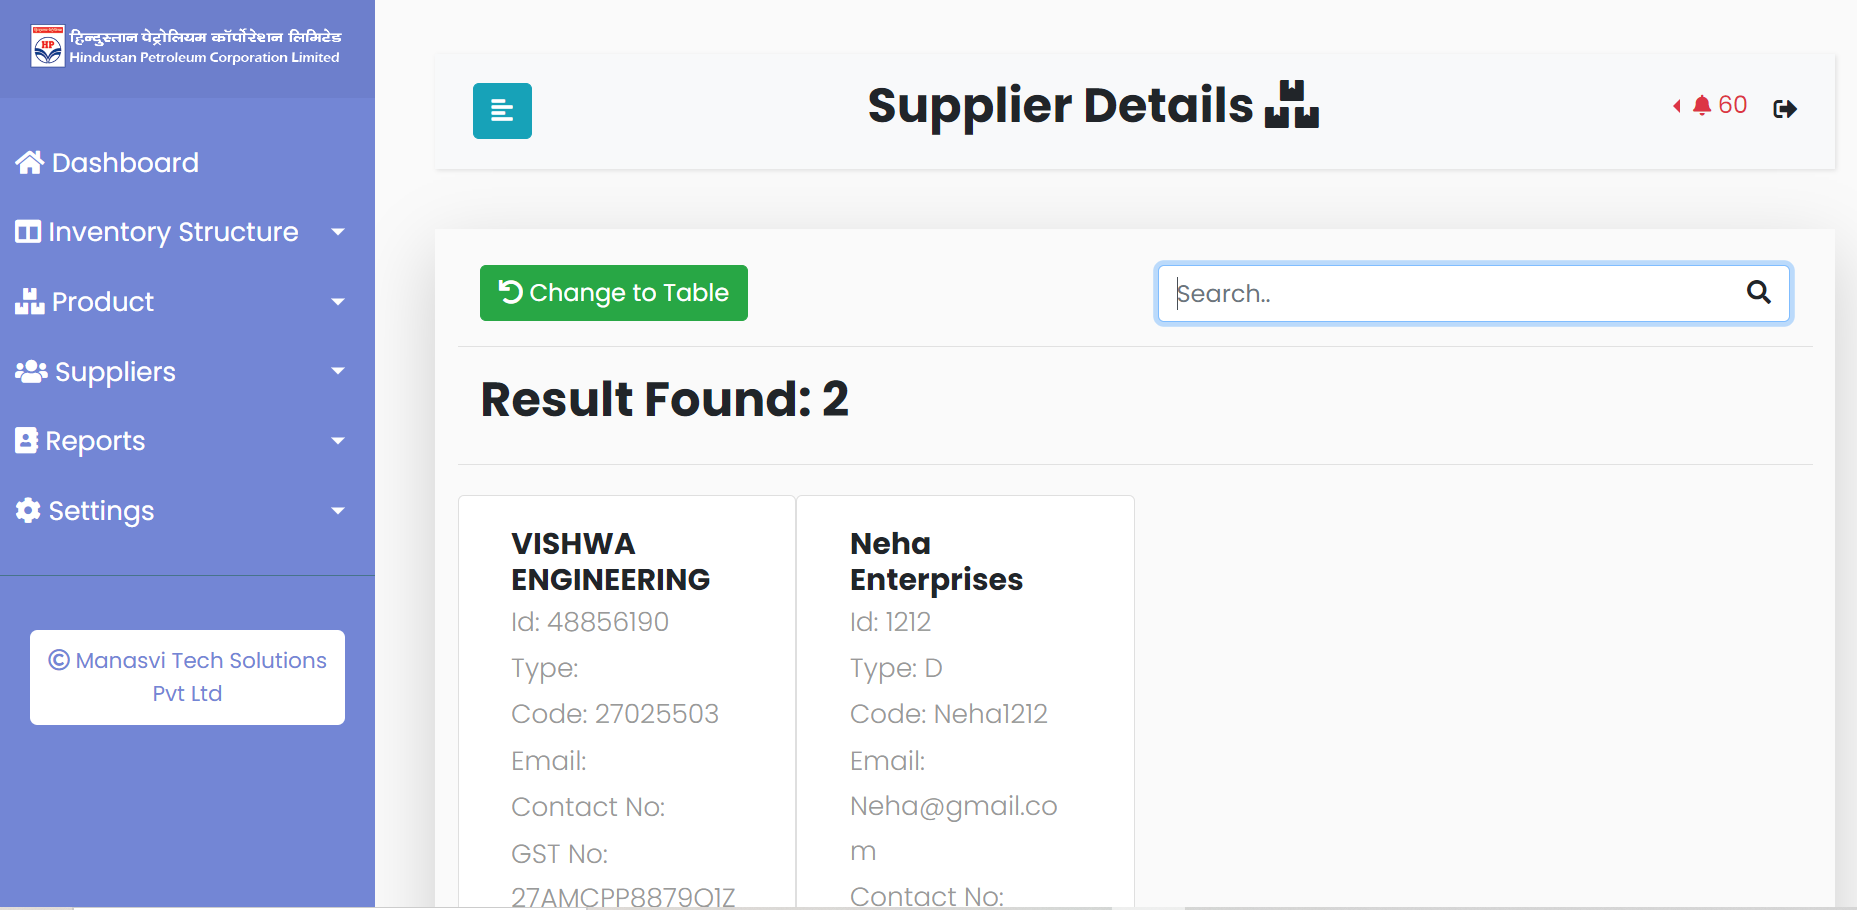 हिन्दुस्तान पेट्रोलियम कॉर्पोरेशन लिमिटेड
Hindustan Petroleum Corporation Limited
Dashboard
Inventory Structure
Product
Suppliers
Reports
Settings
© Manasvi Tech Solutions
Pvt Ltd
Supplier Details
60
Change to Table
Search..
Result Found: 2
VISHWA
ENGINEERING
Id: 48856190
Type:
Code: 27025503
Email:
Contact No:
GST No:
27AMCPP8879Q1Z
Neha
Enterprises
Id: 1212
Type: D
Code: Neha1212
Email:
Neha@gmail.co
m
Contact No: